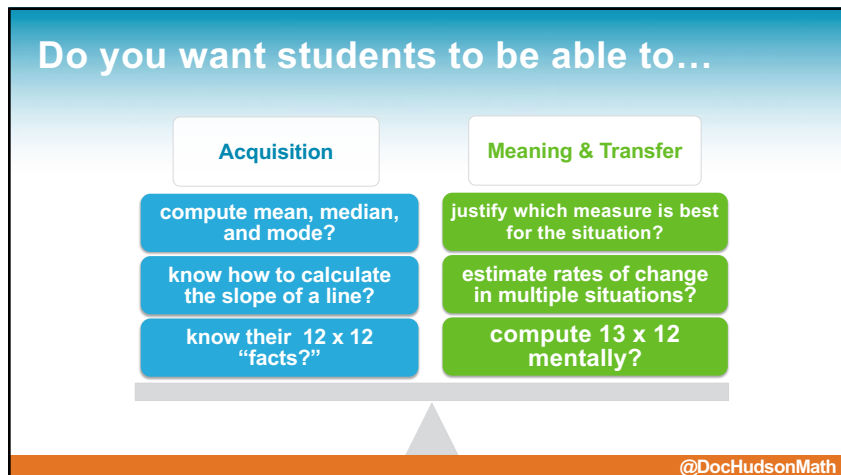 Do you want students to be able to…
Acquisition
compute mean, median,
and mode?
know how to calculate
the slope of a line?
know their 12 x 12
“facts?”
Meaning & Transfer
justify which measure is best
for the situation?
estimate rates of change
in multiple situations?
compute 13 x 12
mentally?
@DocHudsonMath